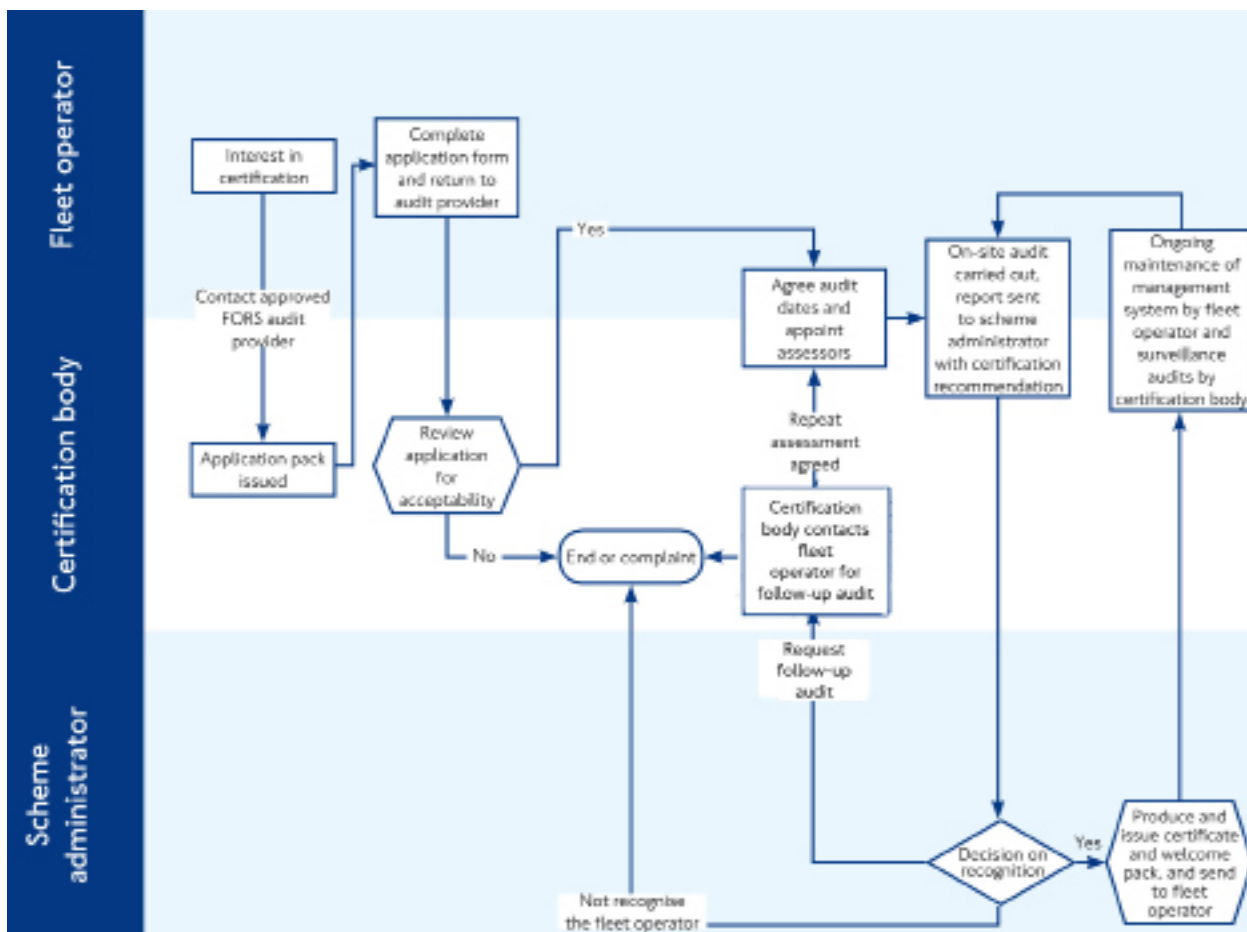 Fleet operator
Certification body
Scheme
administrator
Interest in
certification
Contact approved
FORS audit
provider
Application pack
issued
Complete
application form
and return to
audit provider
Review
application
for
acceptability
Yes
No
End or complaint
Agree audit
dates and
appoint
assessors
Repeat
assessment
agreed
Certification
body contacts
fleet
operator for
follow-up audit
Request
follow-up
audit
On-site audit
carried out,
report sent
to scheme
administrator
with certification
recommendation
Ongoing
maintenance of
management
system by fleet
operator and
surveillance
audits by
certification body
Decision on
recognition
Yes
Produce and
issue certificate
and welcome
pack, and send
to fleet
operator
Not recognise
the fleet operator